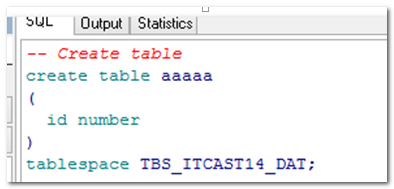 SQL Output Statistics
-- Create table
create table aaaaa
(
  id number
)
tablespace TBS_ITCAST14_DAT;